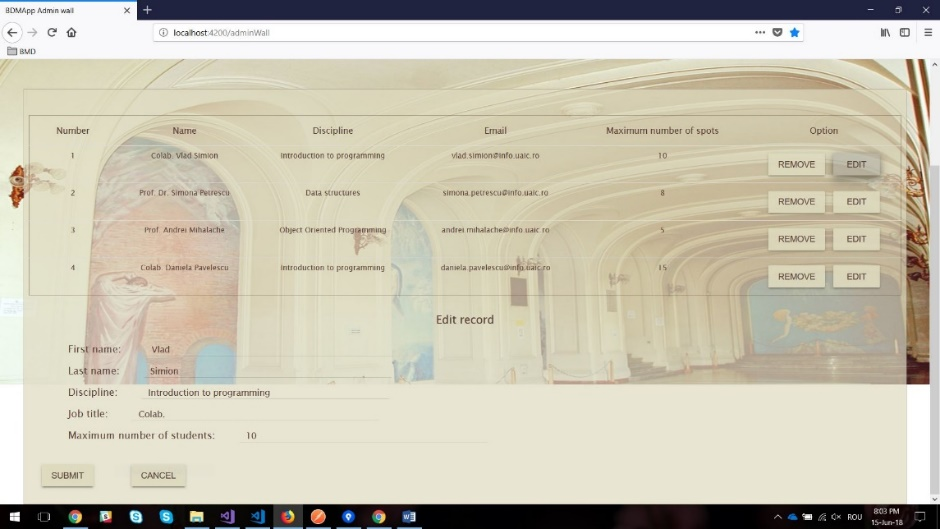 BDMApp Admin wall
localhost:4200/adminWall
BMD
Number Name Discipline Email Maximum number of spots Option
1 Colab. Vlad Simion Introduction to programming vlad.simion@info.uaic.ro 10 REMOVE EDIT
2 Prof. Dr. Simona Petrescu Data structures simona.petrescu@info.uaic.ro 8 REMOVE EDIT
3 Prof. Andrei Mihalache Object Oriented Programming andrei.mihalache@info.uaic.ro 5 REMOVE EDIT
4 Colab. Daniela Pavelescu Introduction to programming daniela.pavelescu@info.uaic.ro 15 REMOVE EDIT
Edit record
First name: Vlad
Last name: Simion
Discipline: Introduction to programming
Job title: Colab.
Maximum number of students: 10
SUBMIT CANCEL
ROU 8:03 PM
15-Jun-18